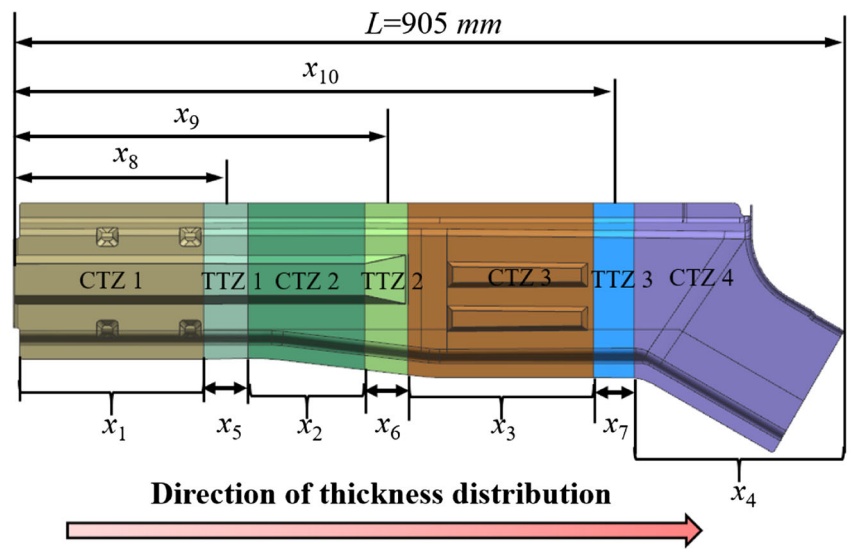 L=905 mm
x10
x9
x8
CTZ 1 TTZ 1 CTZ 2 TTZ 2 CTZ 3 TTZ 3 CTZ 4
x1 x5 x2 x6 x3 x7 x4
Direction of thickness distribution